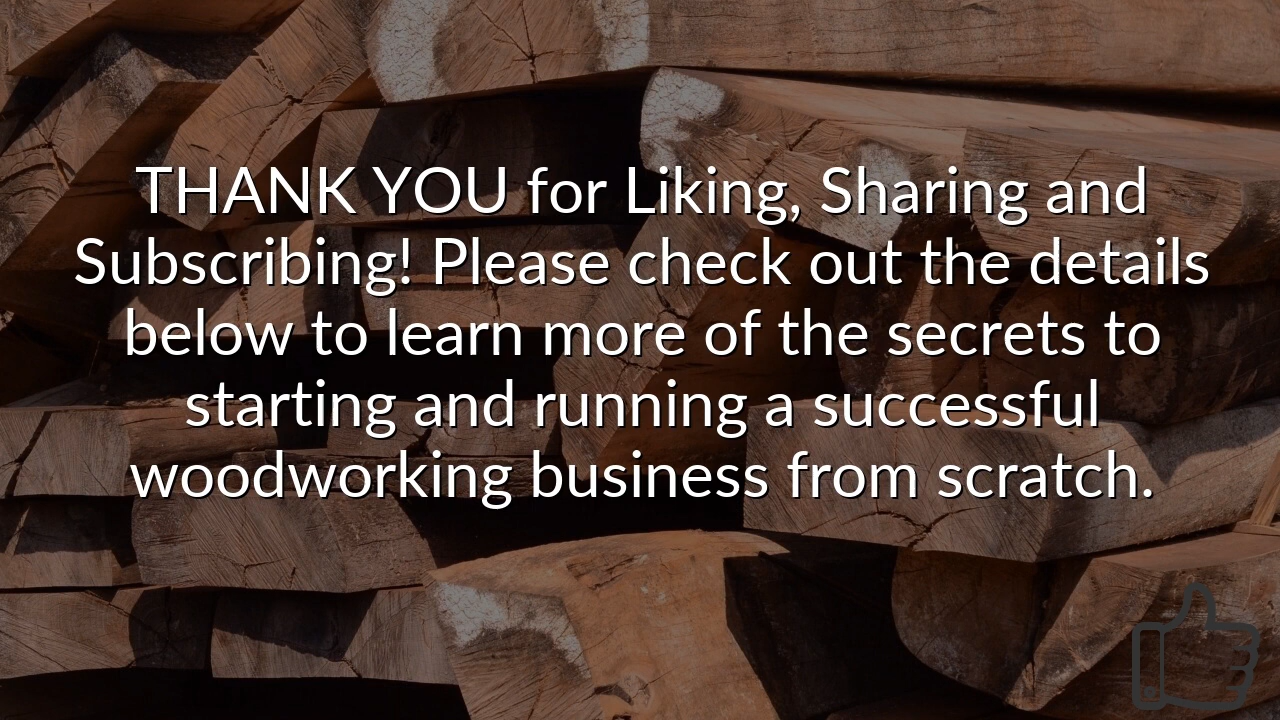 THANK YOU for Liking, Sharing and
Subscribing! Please check out the details
below to learn more of the secrets to
starting and running a successful
woodworking business from scratch.